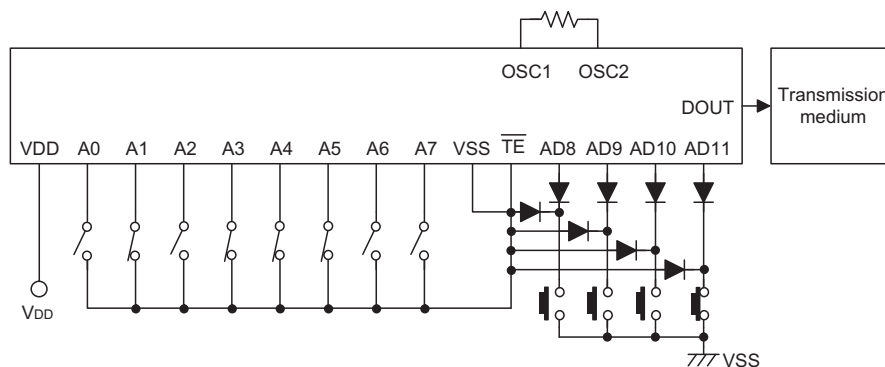 OSC1 OSC2
DOUT
Transmission
medium
VDD A0 A1 A2 A3 A4 A5 A6 A7 VSS TE AD8 AD9 AD10 AD11
VDD
VSS